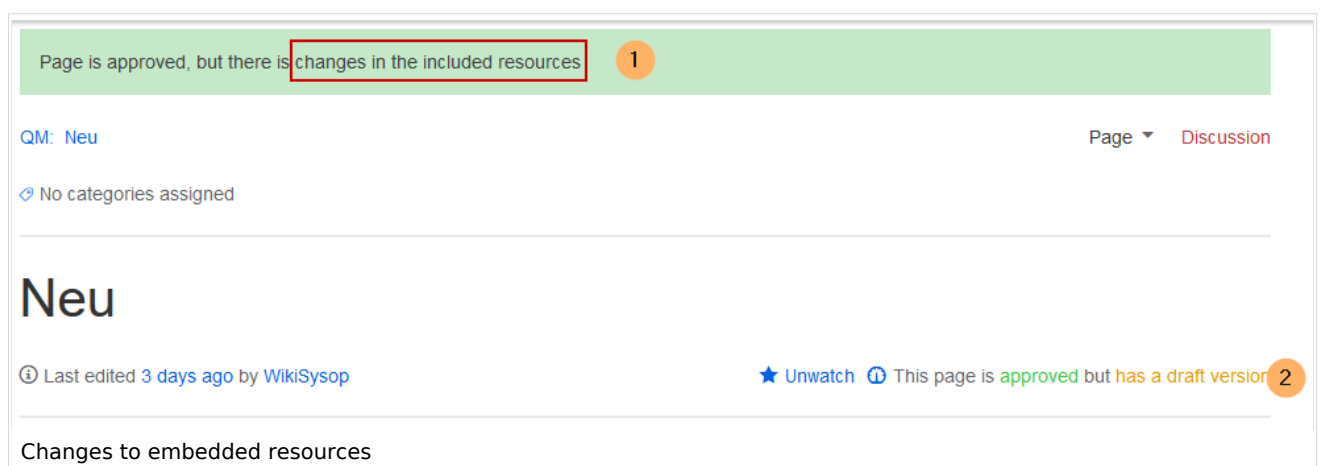 Page is approved, but there is changes in the included resources 1
QM: Neu Page Discussion
No categories assigned
Neu
Last edited 3 days ago by WikiSysop Unwatch This page is approved but has a draft version 2
Changes to embedded resources